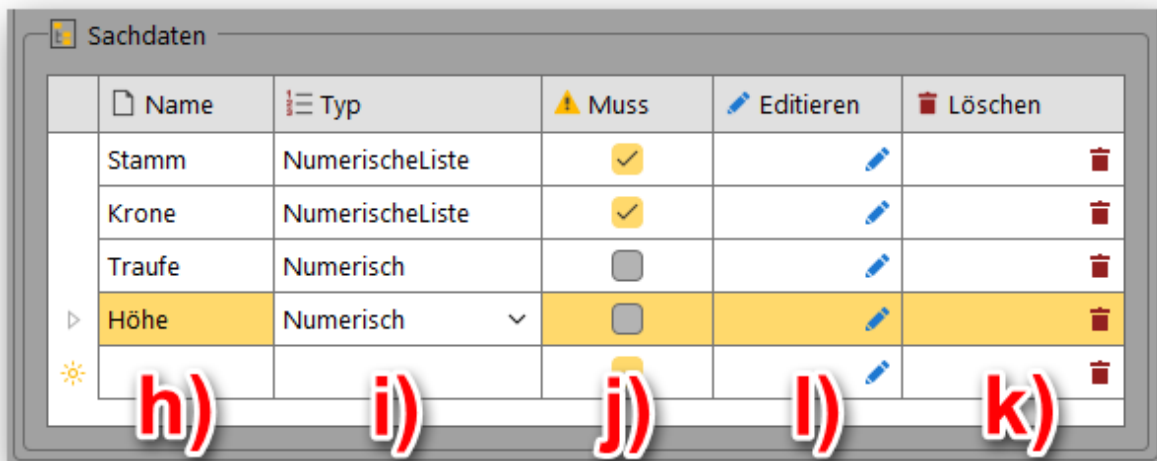 Sachdaten
Name Typ Muss Editieren Löschen
Stamm NumerischeListe
Krone NumerischeListe
Traufe Numerisch
Höhe Numerisch
h) i) j) l) k)